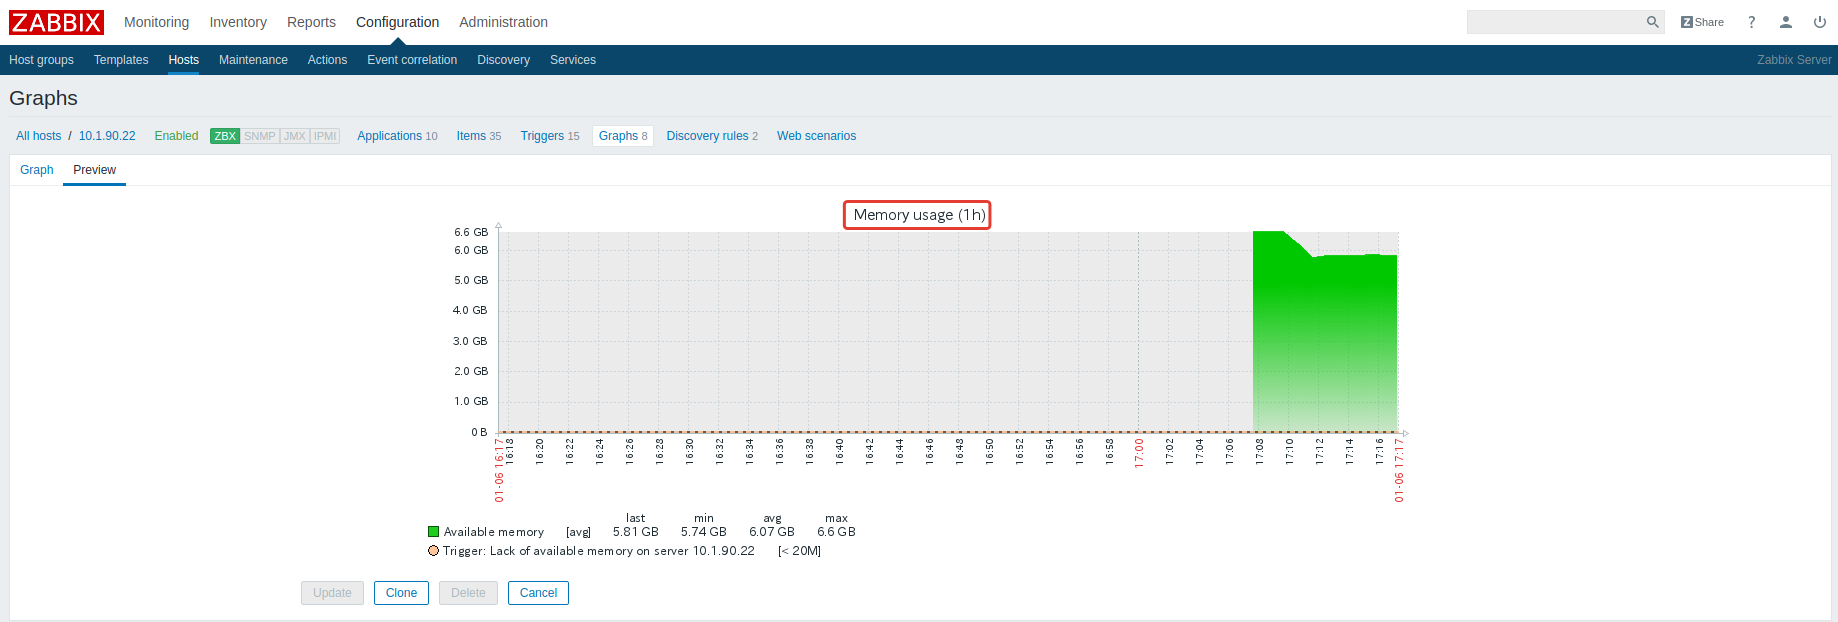 ZABBIX Monitoring Inventory Reports Configuration Administration Z Share ?
Host groups Templates Hosts Maintenance Actions Event correlation Discovery Services Zabbix Server
Graphs
All hosts / 10.1.90.22 Enabled ZBX SNMP JMX IPMI Applications 10 Items 35 Triggers 15 Graphs 8 Discovery rules 2 Web scenarios
Graph Preview
Memory usage (1h)
6.6 GB
6.0 GB
5.0 GB
4.0 GB
3.0 GB
2.0 GB
1.0 GB
0 B
01-06 16:17 16:18 16:20 16:22 16:24 16:26 16:28 16:30 16:32 16:34 16:36 16:38 16:40 16:42 16:44 16:46 16:48 16:50 16:52 16:54 16:56 16:58 17:00 17:02 17:04 17:06 17:08 17:10 17:12 17:14 17:16 01-06 17:17
last min avg max
Available memory [avg] 5.81 GB 5.74 GB 6.07 GB 6.6 GB
Trigger: Lack of available memory on server 10.1.90.22 [< 20M]
Update Clone Delete Cancel